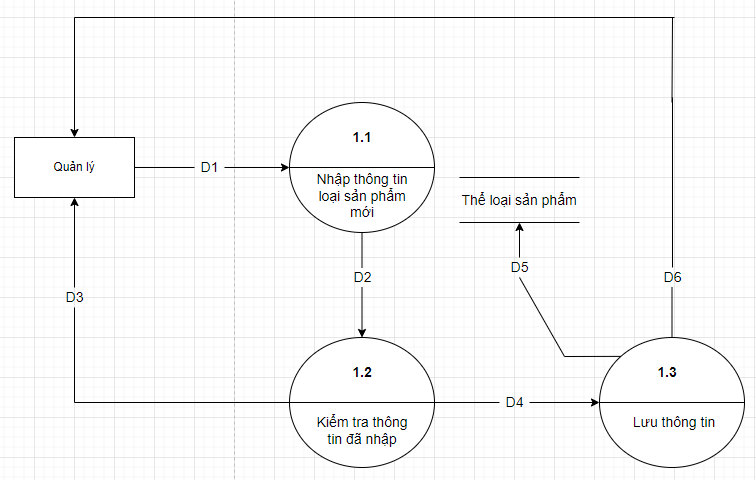 1.1
Quản lý
D1
Nhập thông tin
loại sản phẩm
mới
Thể loại sản phẩm
D2
D5
D6
D3
1.2
1.3
Kiểm tra thông
tin đã nhập
D4
Lưu thông tin